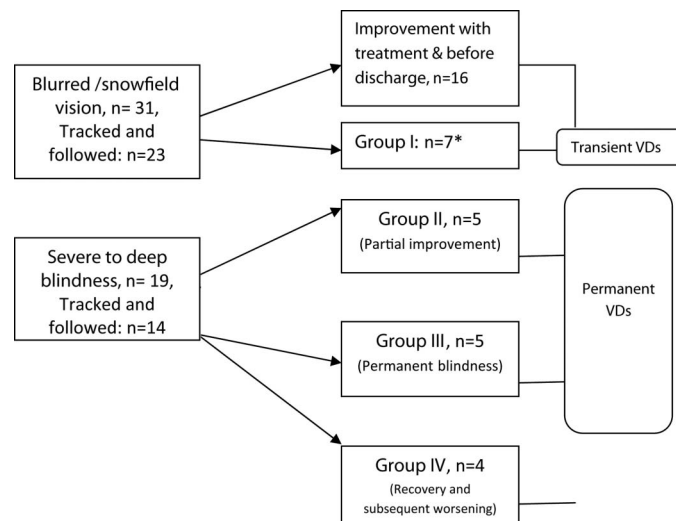 Blurred /snowfield
vision, n= 31,
Tracked and
followed: n=23
Improvement with
treatment & before
discharge, n=16
Group I: n=7*
Transient VDs
Severe to deep
blindness, n= 19,
Tracked and
followed: n=14
Group II, n=5
(Partial improvement)
Group III, n=5
(Permanent blindness)
Group IV, n=4
(Recovery and
subsequent worsening)
Permanent
VDs